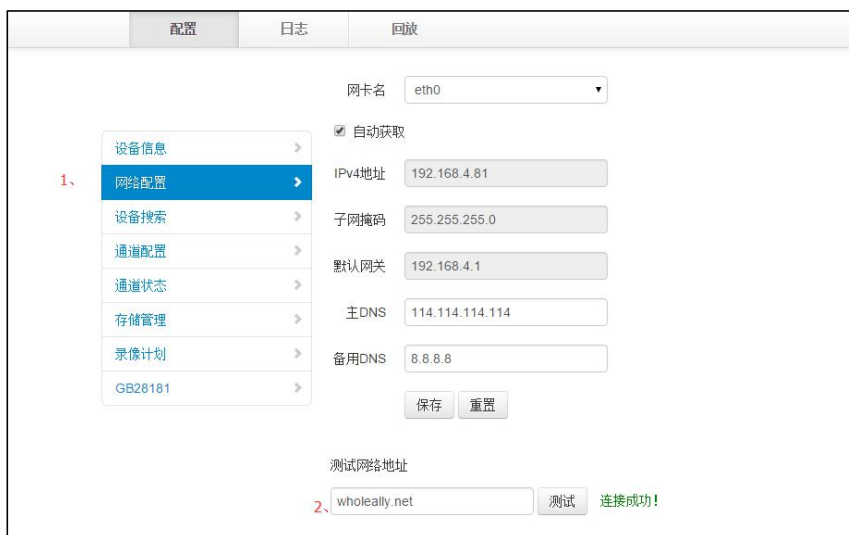 配置 日志 回放
网卡名 eth0
自动获取
设备信息
1、 网络配置
IPv4地址 192.168.4.81
设备搜索
子网掩码 255.255.255.0
通道配置
默认网关 192.168.4.1
通道状态
存储管理
主DNS 114.114.114.114
录像计划
备用DNS 8.8.8.8
GB28181
保存 重置
测试网络地址
2、 wholeally.net 测试 连接成功!